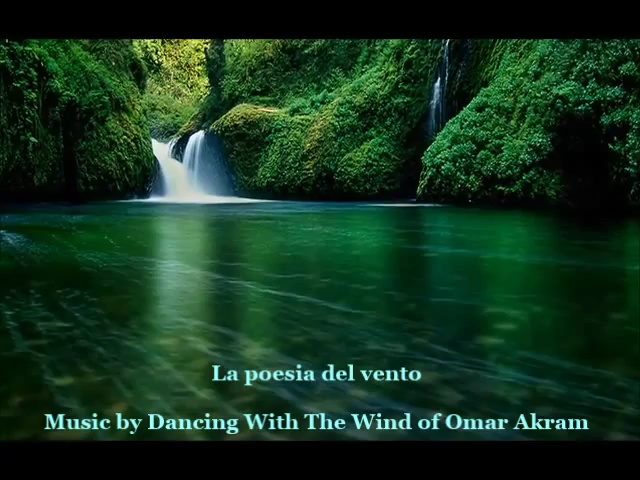 La poesia del vento
Music by Dancing With The Wind of Omar Akram